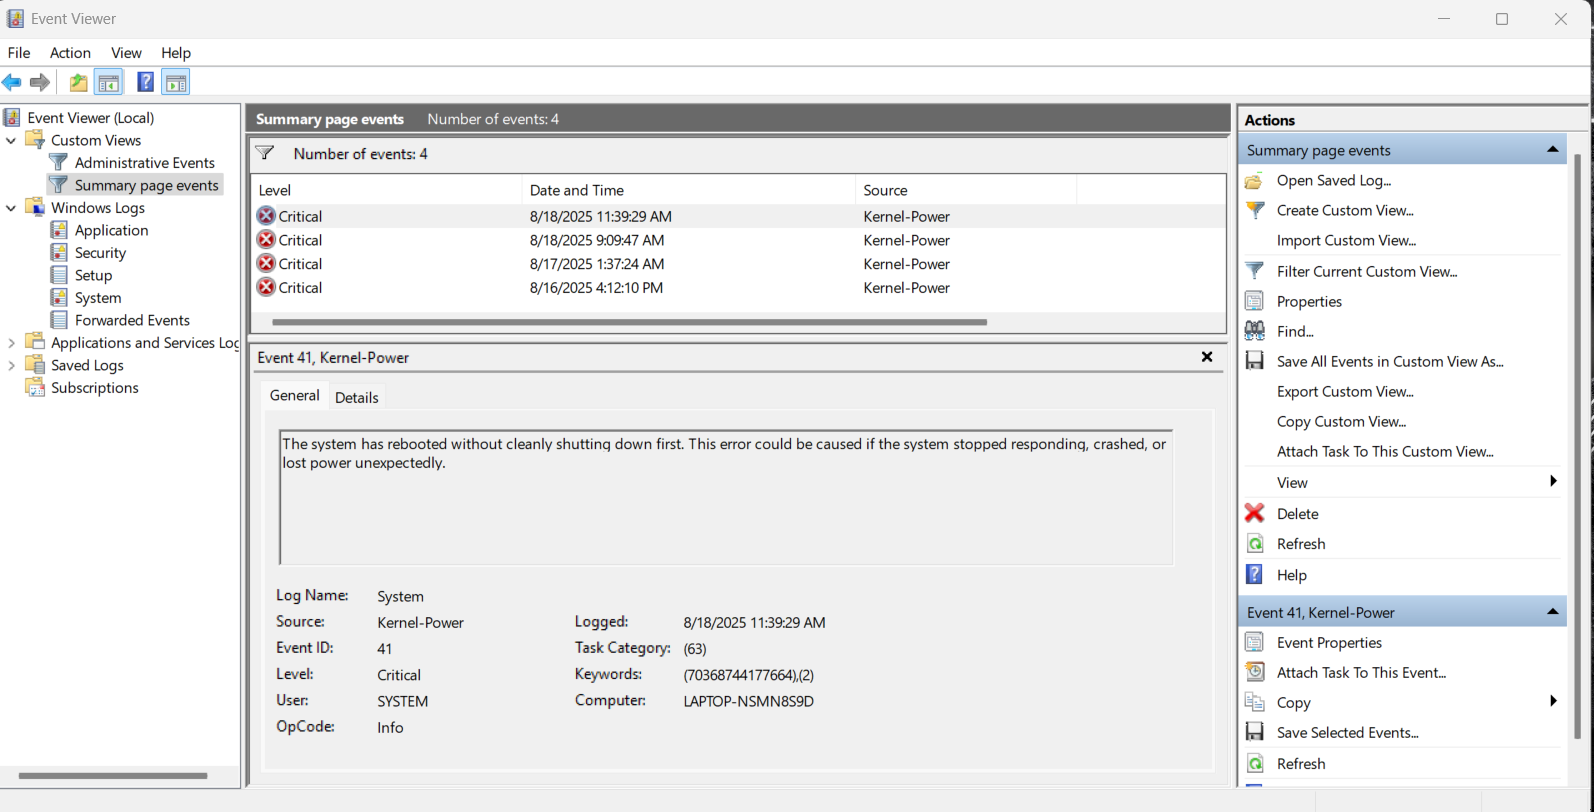 Event Viewer
File Action View Help
Event Viewer (Local)
Custom Views
Administrative Events
Summary page events
Windows Logs
Application
Security
Setup
System
Forwarded Events
Applications and Services Log
Saved Logs
Subscriptions
Summary page events Number of events: 4
Number of events: 4
Level Date and Time Source
Critical 8/18/2025 11:39:29 AM Kernel-Power
Critical 8/18/2025 9:09:47 AM Kernel-Power
Critical 8/17/2025 1:37:24 AM Kernel-Power
Critical 8/16/2025 4:12:10 PM Kernel-Power
Event 41, Kernel-Power
General Details
The system has rebooted without cleanly shutting down first. This error could be caused if the system stopped responding, crashed, or
lost power unexpectedly.
Log Name: System
Source: Kernel-Power Logged: 8/18/2025 11:39:29 AM
Event ID: 41 Task Category: (63)
Level: Critical Keywords: (70368744177664),(2)
User: SYSTEM Computer: LAPTOP-NSMN8S9D
OpCode: Info
Actions
Summary page events
Open Saved Log...
Create Custom View...
Import Custom View...
Filter Current Custom View...
Properties
Find...
Save All Events in Custom View As...
Export Custom View...
Copy Custom View...
Attach Task To This Custom View...
View
Delete
Refresh
Help
Event 41, Kernel-Power
Event Properties
Attach Task To This Event...
Copy
Save Selected Events...
Refresh